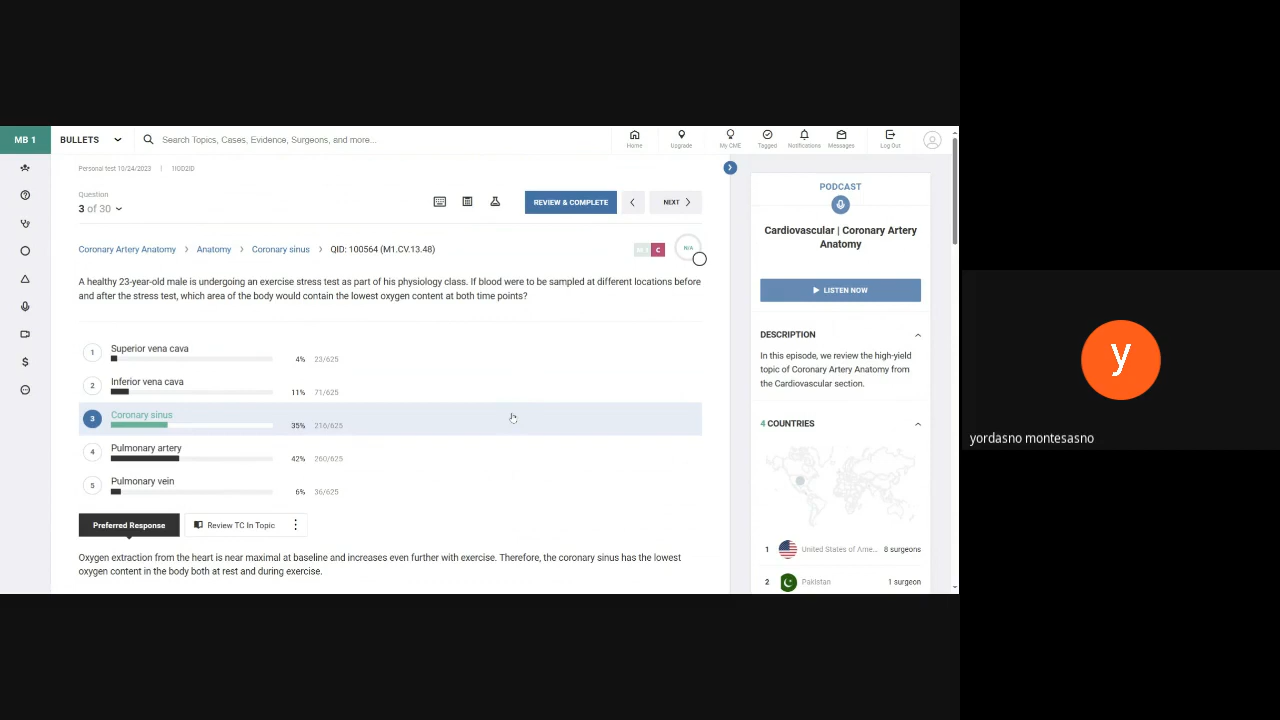 MB 1
BULLETS
Search Topics, Cases, Evidence, Surgeons, and more...
Home
Upgrade
My CME
Tagged
Notifications
Messages
Log Out
Personal test 10/24/2023
Question
3 of 30
REVIEW & COMPLETE
NEXT
Coronary Artery Anatomy
Anatomy
Coronary sinus
QID: 100564 (M1.CV.13.48)
C
N/A
A healthy 23-year-old male is undergoing an exercise stress test as part of his physiology class. If blood were to be sampled at different locations before
and after the stress test, which area of the body would contain the lowest oxygen content at both time points?
1 Superior vena cava
4% 23/625
2 Inferior vena cava
11% 71/625
3 Coronary sinus
35% 216/625
4 Pulmonary artery
42% 260/625
5 Pulmonary vein
6% 36/625
Preferred Response
Review TC In Topic
Oxygen extraction from the heart is near maximal at baseline and increases even further with exercise. Therefore, the coronary sinus has the lowest
oxygen content in the body both at rest and during exercise.
PODCAST
Cardiovascular | Coronary Artery
Anatomy
LISTEN NOW
DESCRIPTION
In this episode, we review the high-yield
topic of Coronary Artery Anatomy from
the Cardiovascular section.
4 COUNTRIES
1 United States of Ame... 8 surgeons
2 Pakistan 1 surgeon
y
yordasno montesasno